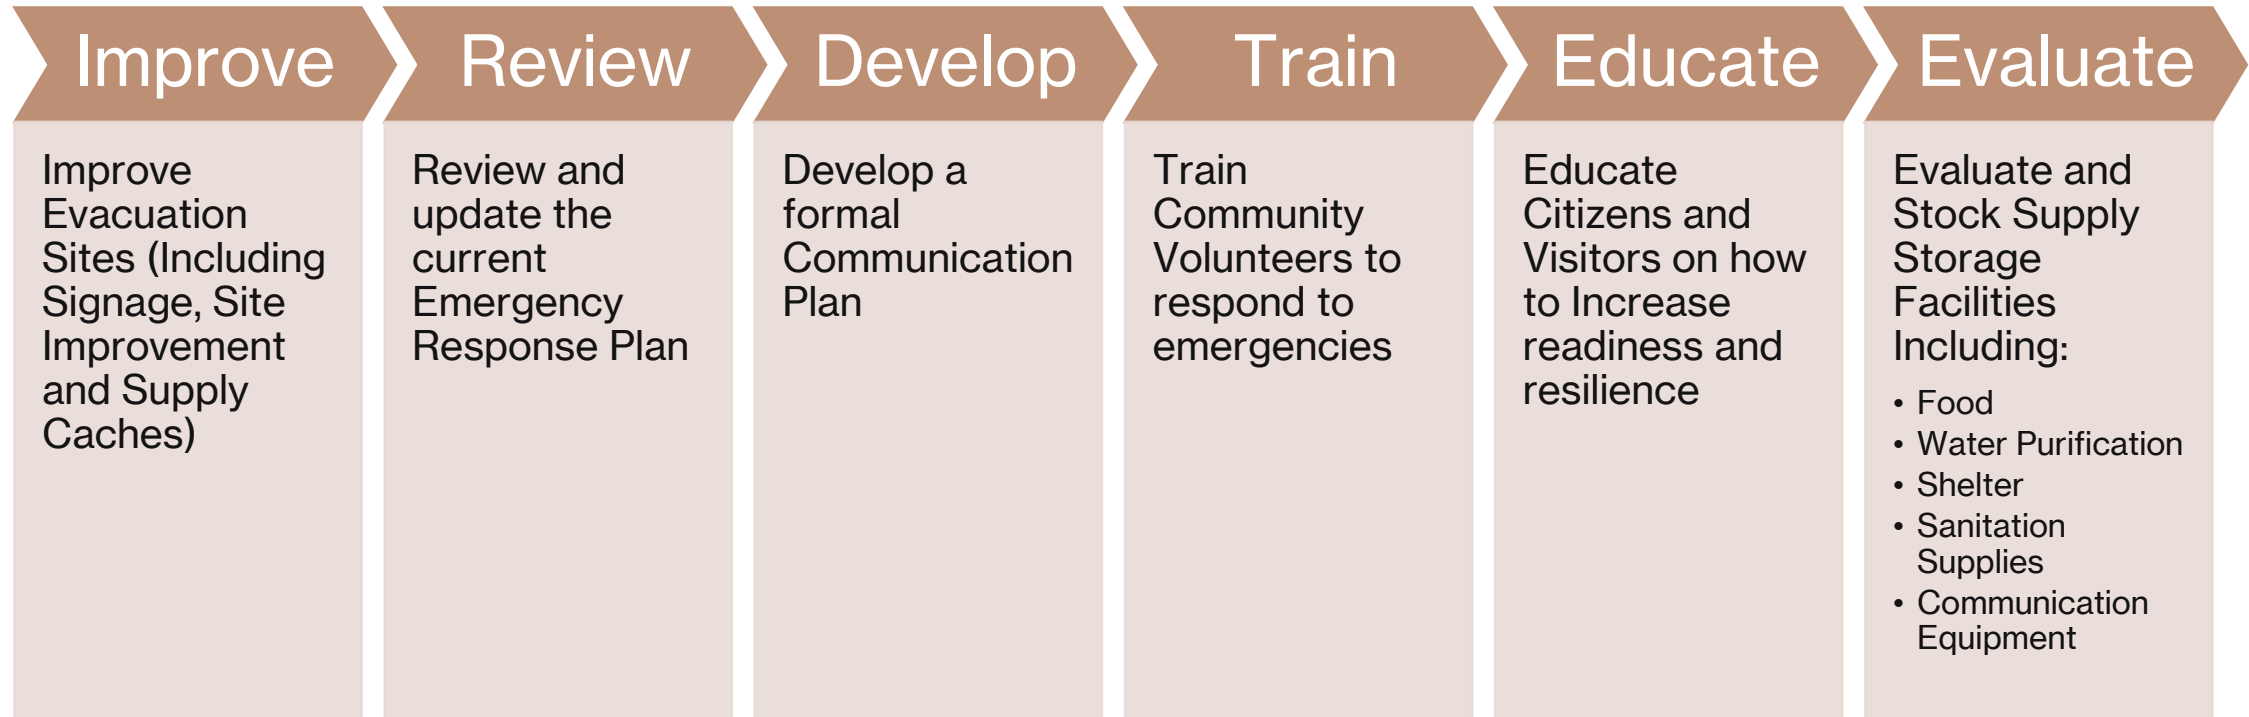 Improve
Improve
Evacuation
Sites (Including
Signage, Site
Improvement
and Supply
Caches)
Review
Review and
update the
current
Emergency
Response Plan
Develop
Develop a
formal
Communication
Plan
Train
Train
Community
Volunteers to
respond to
emergencies
Educate
Educate
Citizens and
Visitors on how
to Increase
readiness and
resilience
Evaluate
Evaluate and
Stock Supply
Storage
Facilities
Including:
• Food
• Water Purification
• Shelter
• Sanitation
Supplies
• Communication
Equipment